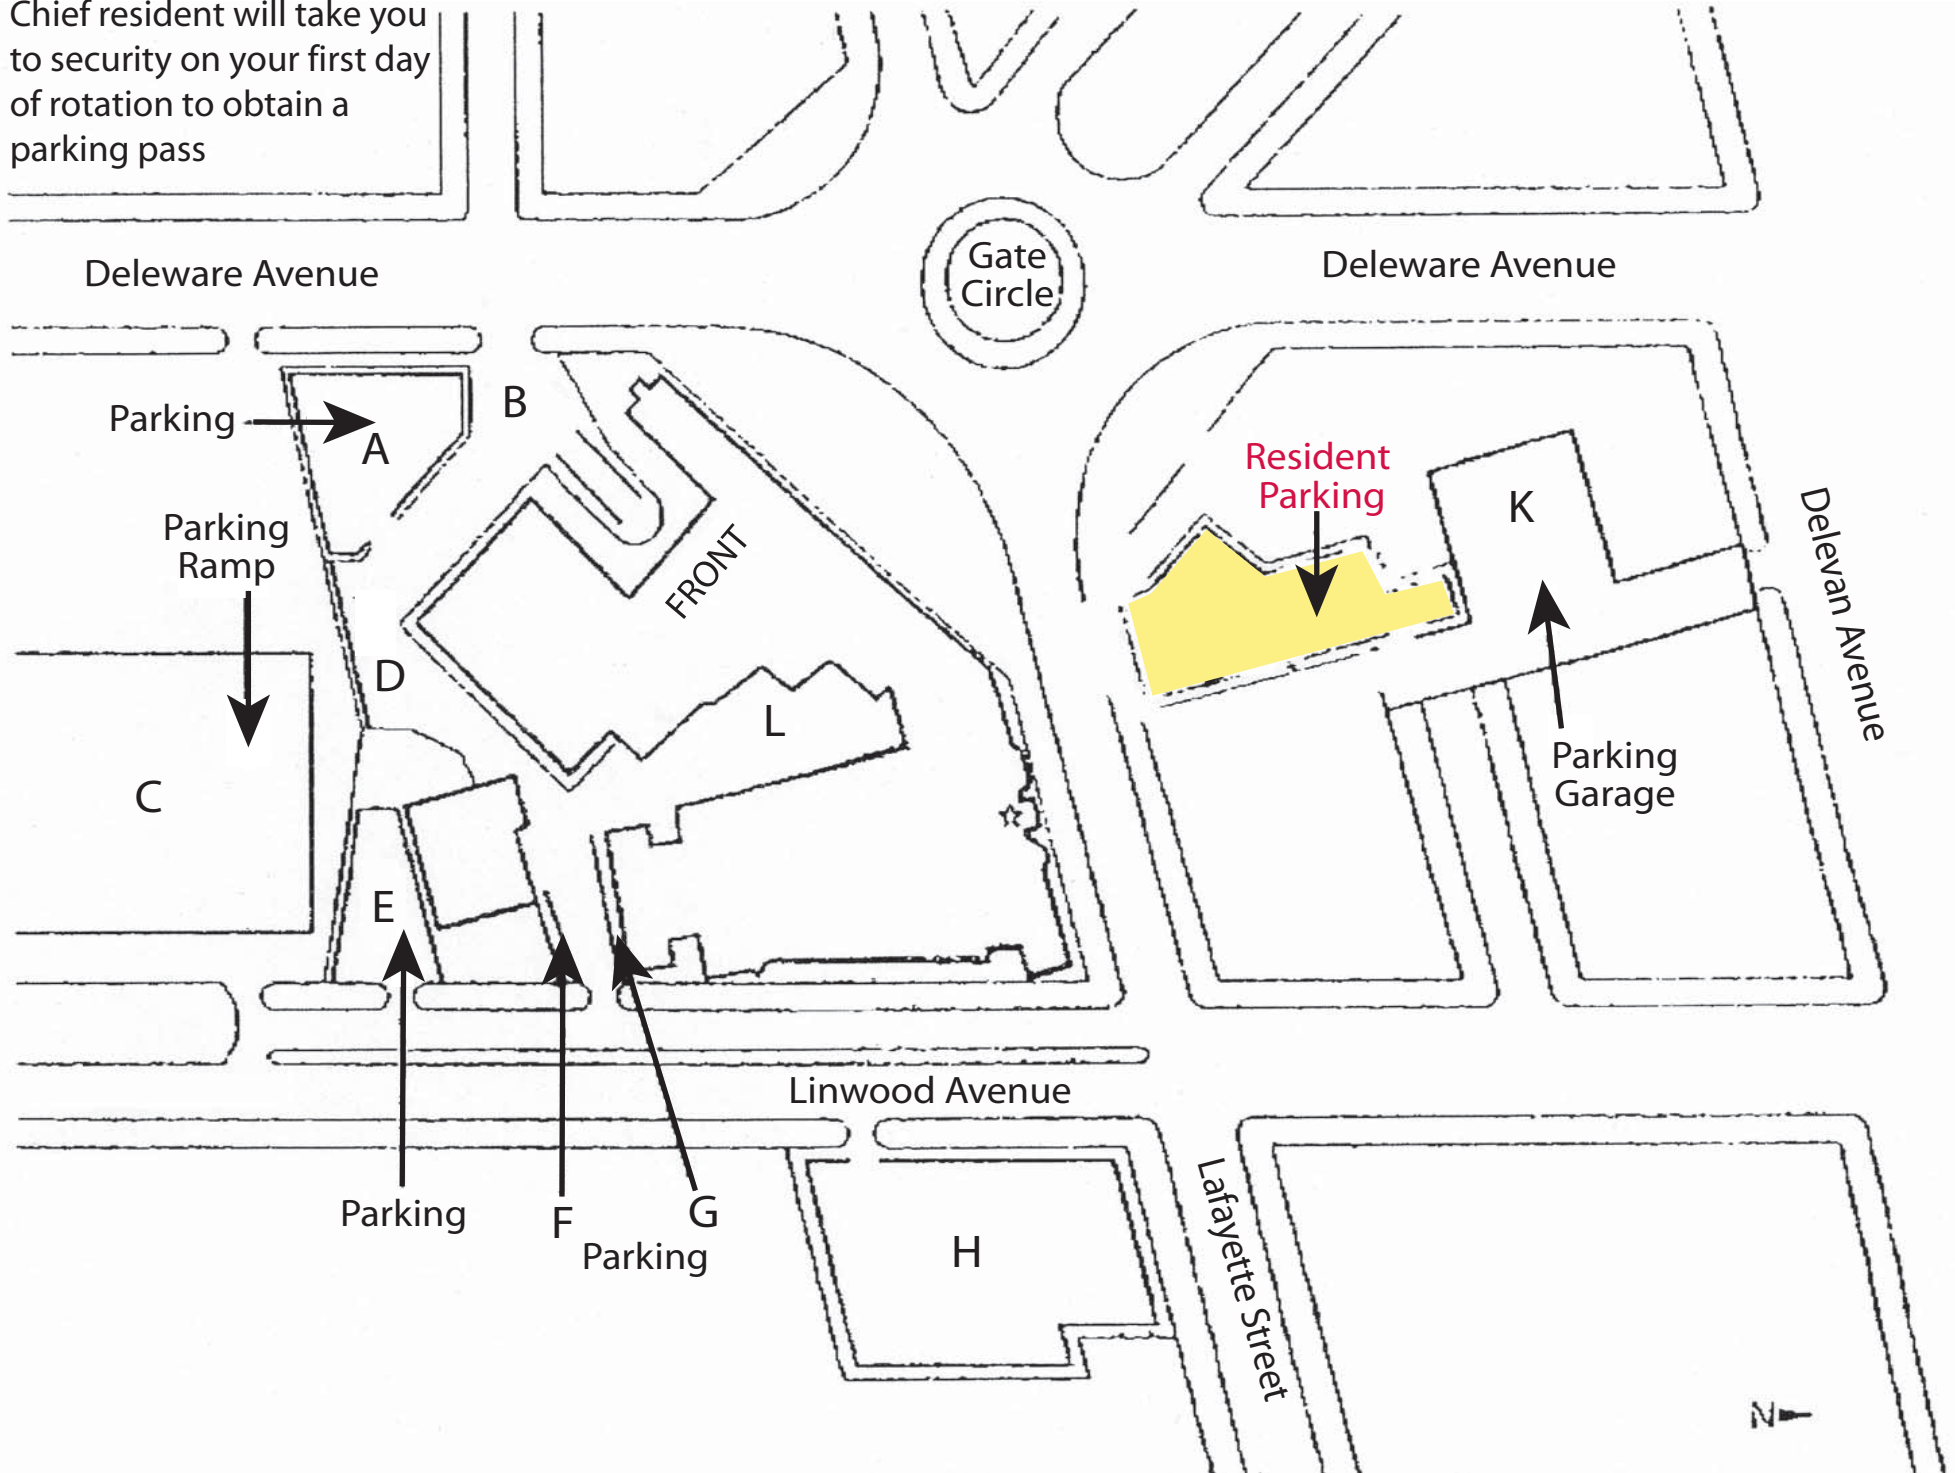 Chief resident will take you
to security on your first day
of rotation to obtain a
parking pass
Gate
Circle
Deleware Avenue
Deleware Avenue
B
Parking
A
Resident
Parking
K
Parking
Ramp
FRONT
Delevan Avenue
D
L
C
Parking
Garage
E
Linwood Avenue
Parking
F
G
Parking
H
Lafayette Street
N